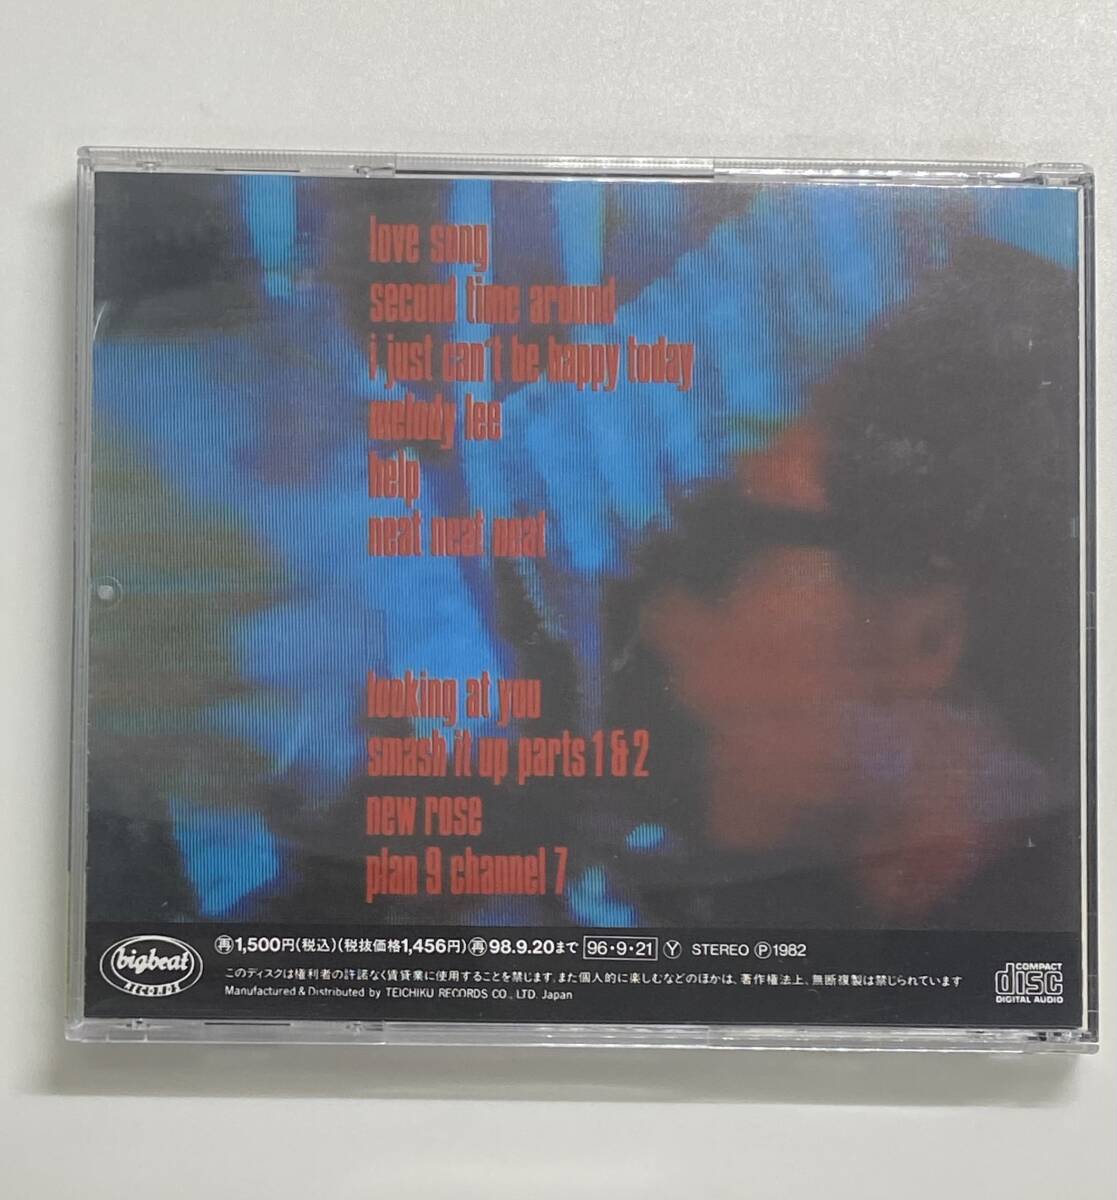 love song
second time around
i just can't be happy today
melody lee
help
neat neat neat
looking at you
smash it up parts 1 & 2
new rose
plan 9 channel 7
bigbeat
RECORDS
再1,500円(税込)(税抜価格1,456円)再98.9.20まで 96・9・21 Y STEREO Ⓟ1982
このディスクは権利者の許諾なく賃貸業に使用することを禁じます。また個人的に楽しむなどのほかは、著作権法上、無断複製は禁じられています
Manufactured & Distributed by TEICHIKU RECORDS CO., LTD. Japan
COMPACT
disc
DIGITAL AUDIO